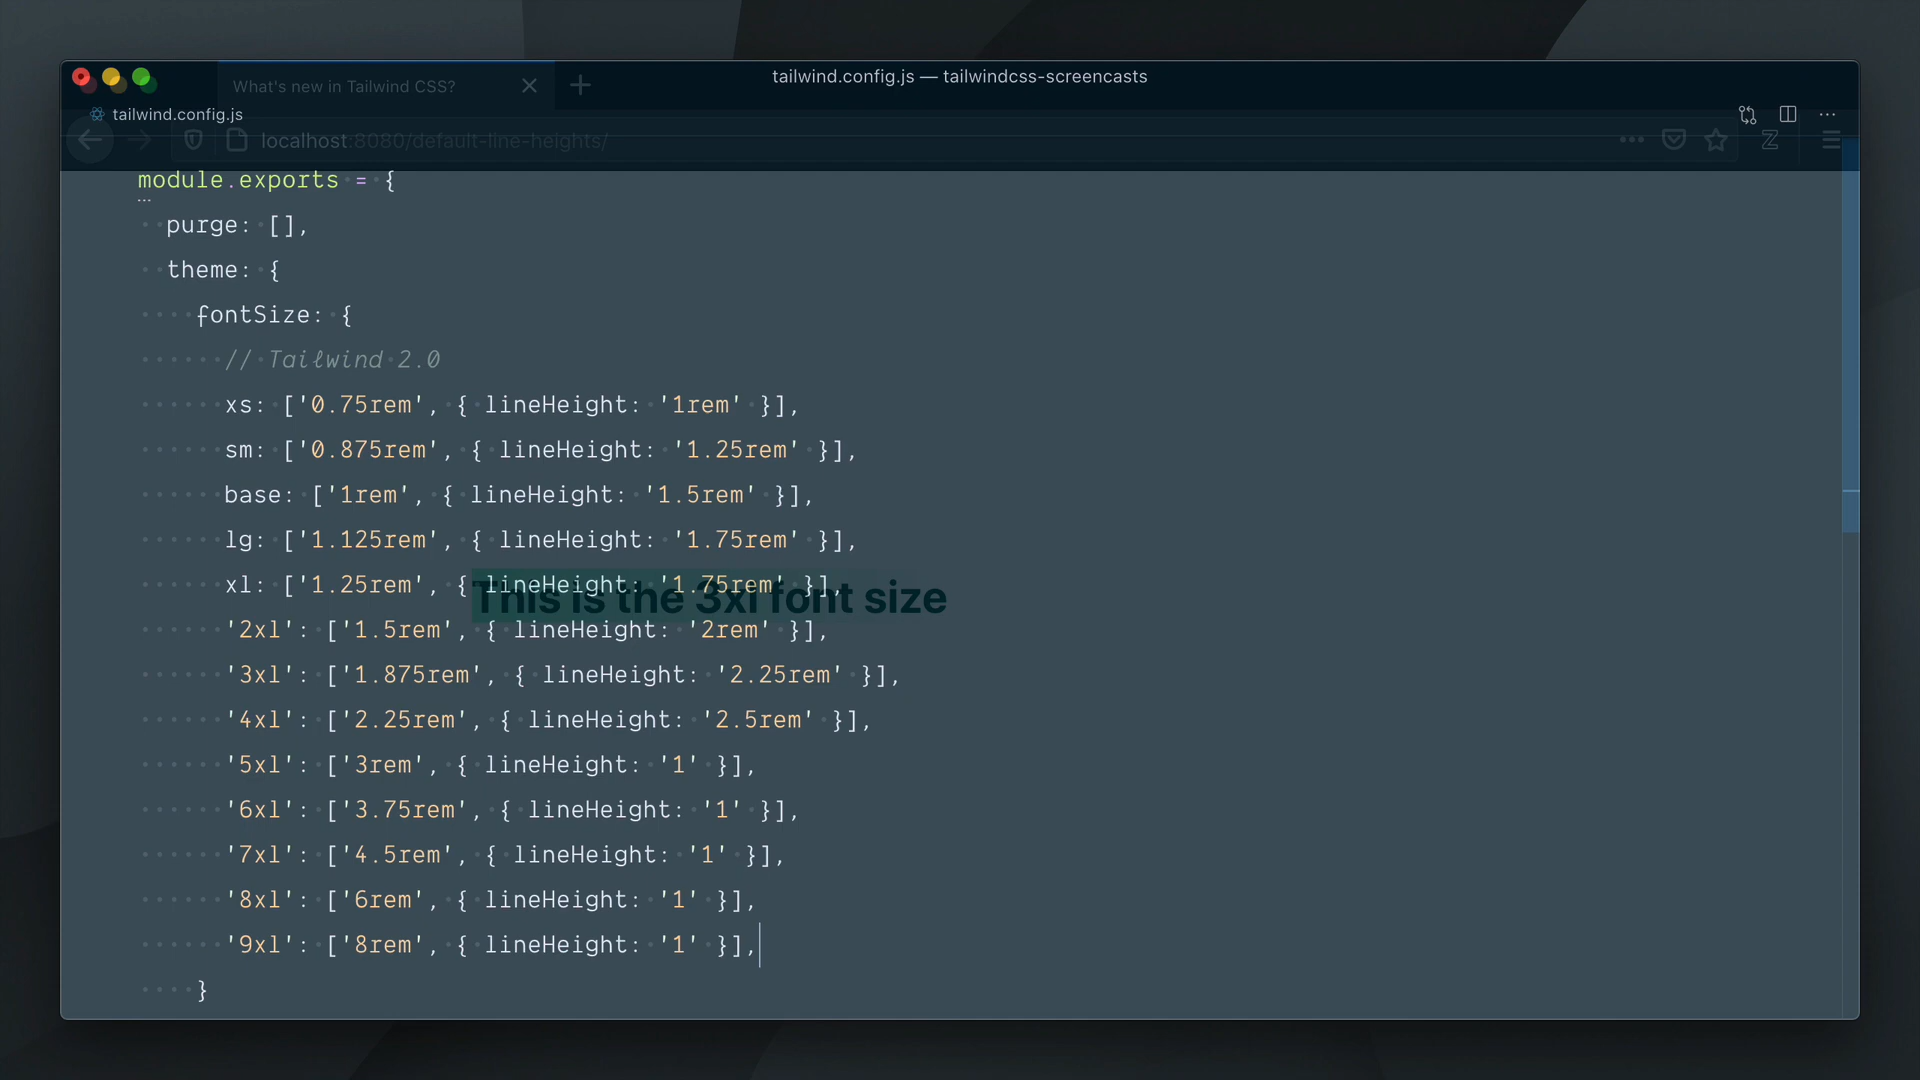 What's new in Tailwind CSS?
tailwind.config.js — tailwindcss-screencasts
tailwind.config.js
localhost:8080/default-line-heights/
module.exports = {
purge: [],
theme: {
fontSize: {
// Tailwind 2.0
xs: ['0.75rem', { lineHeight: '1rem' }],
sm: ['0.875rem', { lineHeight: '1.25rem' }],
base: ['1rem', { lineHeight: '1.5rem' }],
lg: ['1.125rem', { lineHeight: '1.75rem' }],
xl: ['1.25rem', { lineHeight: '1.75rem' }],
This is the 3xl font size
'2xl': ['1.5rem', { lineHeight: '2rem' }],
'3xl': ['1.875rem', { lineHeight: '2.25rem' }],
'4xl': ['2.25rem', { lineHeight: '2.5rem' }],
'5xl': ['3rem', { lineHeight: '1' }],
'6xl': ['3.75rem', { lineHeight: '1' }],
'7xl': ['4.5rem', { lineHeight: '1' }],
'8xl': ['6rem', { lineHeight: '1' }],
'9xl': ['8rem', { lineHeight: '1' }],
}